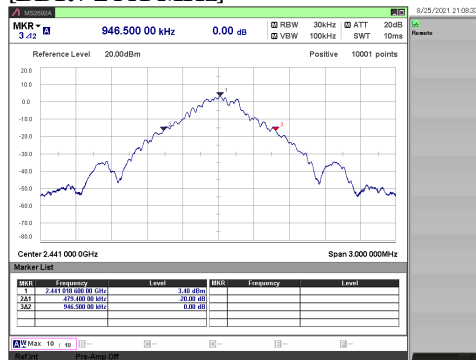 MS2692A
8/25/2021 21:08:33
MKR
3 Δ2
946.500 00 kHz
0.00 dB
RBW 30kHz
ATT 20dB
VBW 100kHz
SWT 10ms
Remote
Reference Level 20.00dBm
Positive 10001 points
20.0
10.0
0.0
-10.0
-20.0
-30.0
-40.0
-50.0
-60.0
-70.0
-80.0
1
2
3
Center 2.441 000 0GHz
Span 3.000 000MHz
Marker List
MKR Frequency Level MKR Frequency Level
1 2.441 018 600 00 GHz 3.40 dBm
2Δ1 -479.400 00 kHz -20.00 dB
3Δ2 946.500 00 kHz 0.00 dB
Max 10 / 10
Ref.Int Pre-Amp Off